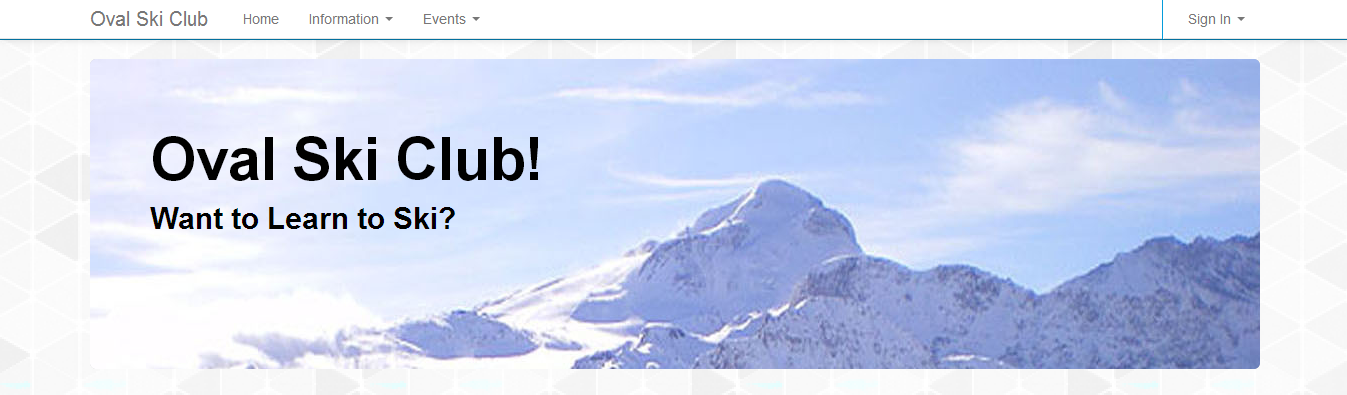 Oval Ski Club Home Information Events Sign In
Oval Ski Club!
Want to Learn to Ski?